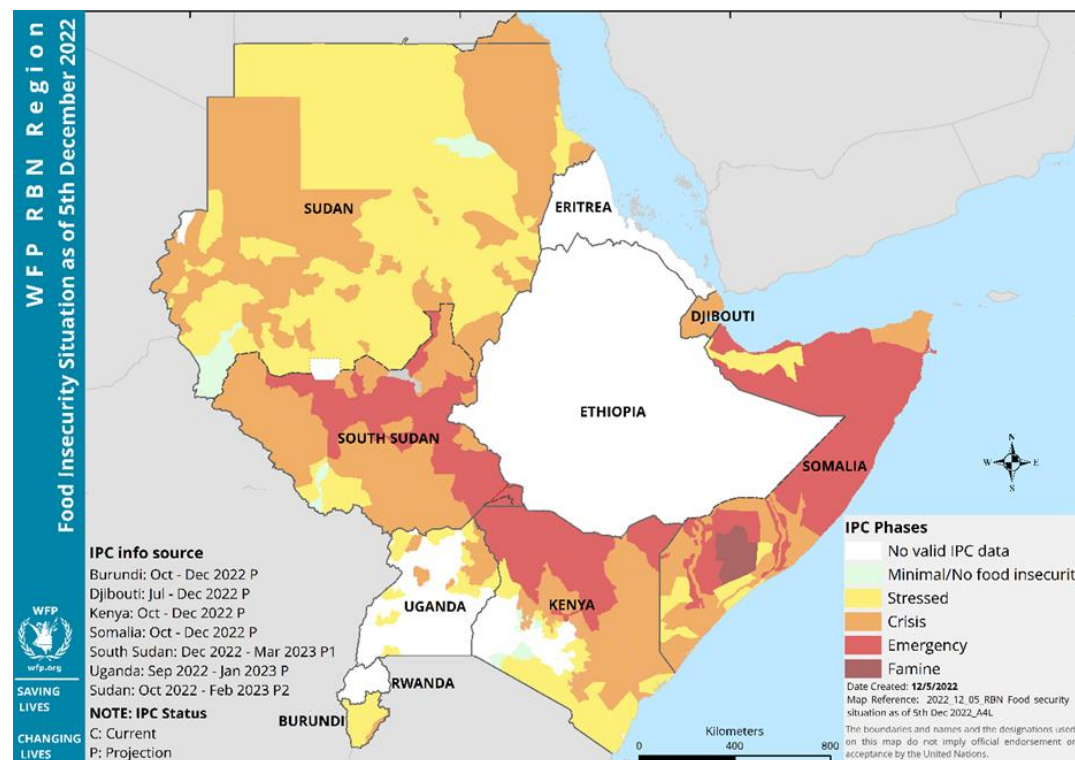 WFP RBN Region
Food Insecurity Situation as of 5th December 2022
SUDAN
ERITREA
DJIBOUTI
ETHIOPIA
SOUTH SUDAN
SOMALIA
UGANDA
KENYA
RWANDA
BURUNDI
IPC info source
Burundi: Oct - Dec 2022 P
Djibouti: Jul - Dec 2022 P
Kenya: Oct - Dec 2022 P
Somalia: Oct - Dec 2022 P
South Sudan: Dec 2022 - Mar 2023 P1
Uganda: Sep 2022 - Jan 2023 P
Sudan: Oct 2022 - Feb 2023 P2
NOTE: IPC Status
C: Current
P: Projection
WFP
wfp.org
SAVING
LIVES
CHANGING
LIVES
N
W
E
S
IPC Phases
No valid IPC data
Minimal/No food insecurit
Stressed
Crisis
Emergency
Famine
Date Created: 12/5/2022
Map Reference: 2022_12_05_RBN Food security
situation as of 5th Dec 2022_A4L
The boundaries and names and the designations used
on this map do not imply official endorsement or
acceptance by the United Nations.
Kilometers
0 400 800